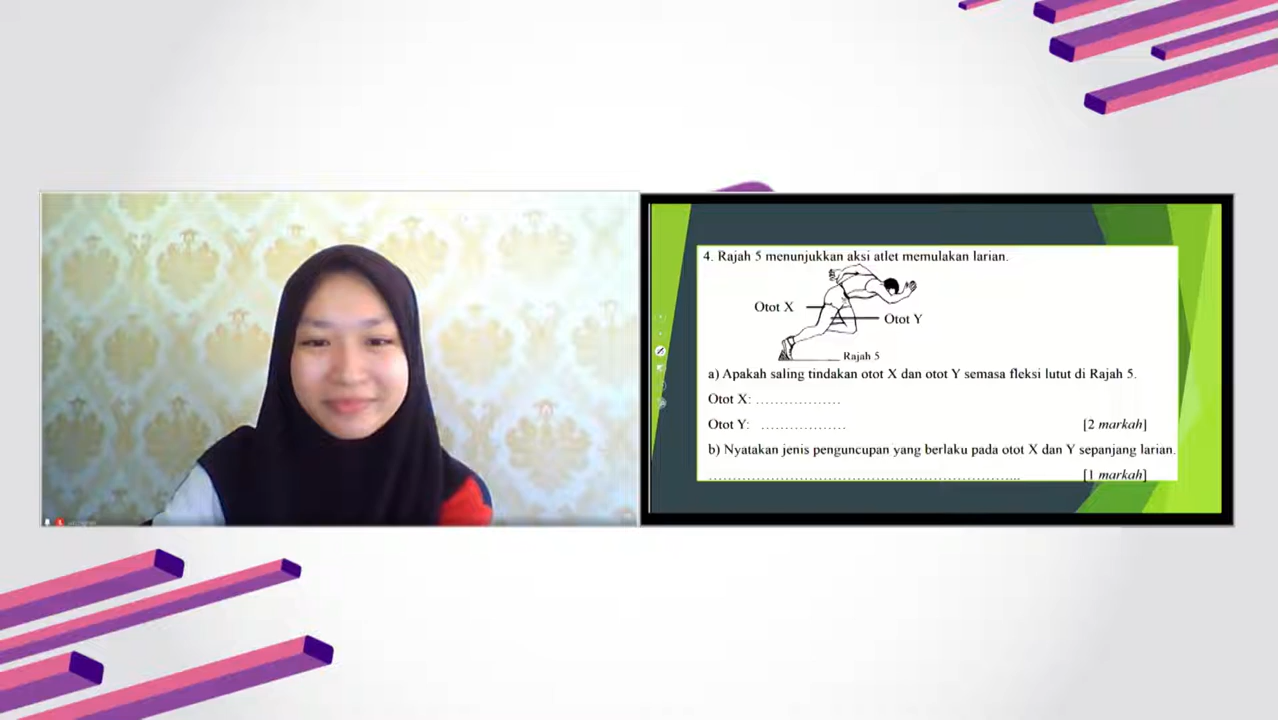 4. Rajah 5 menunjukkan aksi atlet memulakan larian.
Otot X
Otot Y
Rajah 5
a) Apakah saling tindakan otot X dan otot Y semasa fleksi lutut di Rajah 5.
Otot X: ..................
Otot Y: ..................
[2 markah]
b) Nyatakan jenis penguncupan yang berlaku pada otot X dan Y sepanjang larian.
[1 markah]